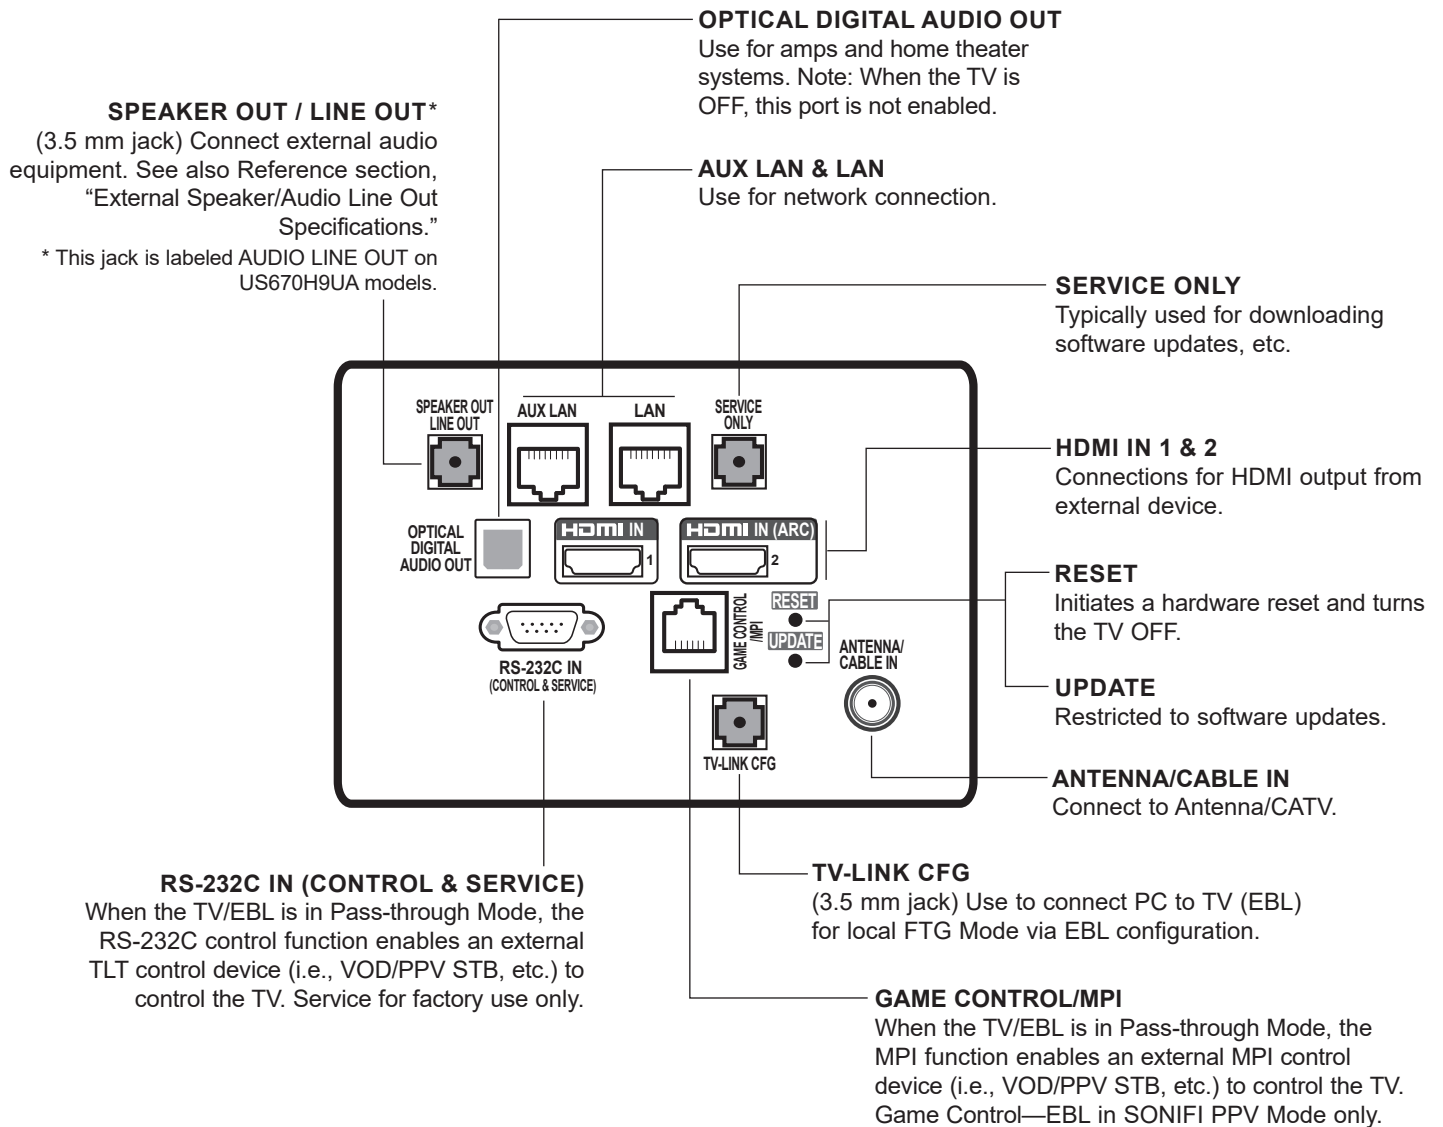 OPTICAL DIGITAL AUDIO OUT
Use for amps and home theater
systems. Note: When the TV is
OFF, this port is not enabled.
SPEAKER OUT / LINE OUT*
(3.5 mm jack) Connect external audio
equipment. See also Reference section,
“External Speaker/Audio Line Out
Specifications.”
* This jack is labeled AUDIO LINE OUT on
US670H9UA models.
AUX LAN & LAN
Use for network connection.
SERVICE ONLY
Typically used for downloading
software updates, etc.
SPEAKER OUT
LINE OUT
AUX LAN
LAN
SERVICE
ONLY
HDMI IN 1 & 2
Connections for HDMI output from
external device.
OPTICAL
DIGITAL
AUDIO OUT
HDMI IN
1
HDMI IN (ARC)
2
RESET
Initiates a hardware reset and turns
the TV OFF.
RS-232C IN
(CONTROL & SERVICE)
GAME CONTROL
/MPI
RESET
UPDATE
ANTENNA/
CABLE IN
UPDATE
Restricted to software updates.
TV-LINK CFG
ANTENNA/CABLE IN
Connect to Antenna/CATV.
RS-232C IN (CONTROL & SERVICE)
When the TV/EBL is in Pass-through Mode, the
RS-232C control function enables an external
TLT control device (i.e., VOD/PPV STB, etc.) to
control the TV. Service for factory use only.
TV-LINK CFG
(3.5 mm jack) Use to connect PC to TV (EBL)
for local FTG Mode via EBL configuration.
GAME CONTROL/MPI
When the TV/EBL is in Pass-through Mode, the
MPI function enables an external MPI control
device (i.e., VOD/PPV STB, etc.) to control the TV.
Game Control—EBL in SONIFI PPV Mode only.